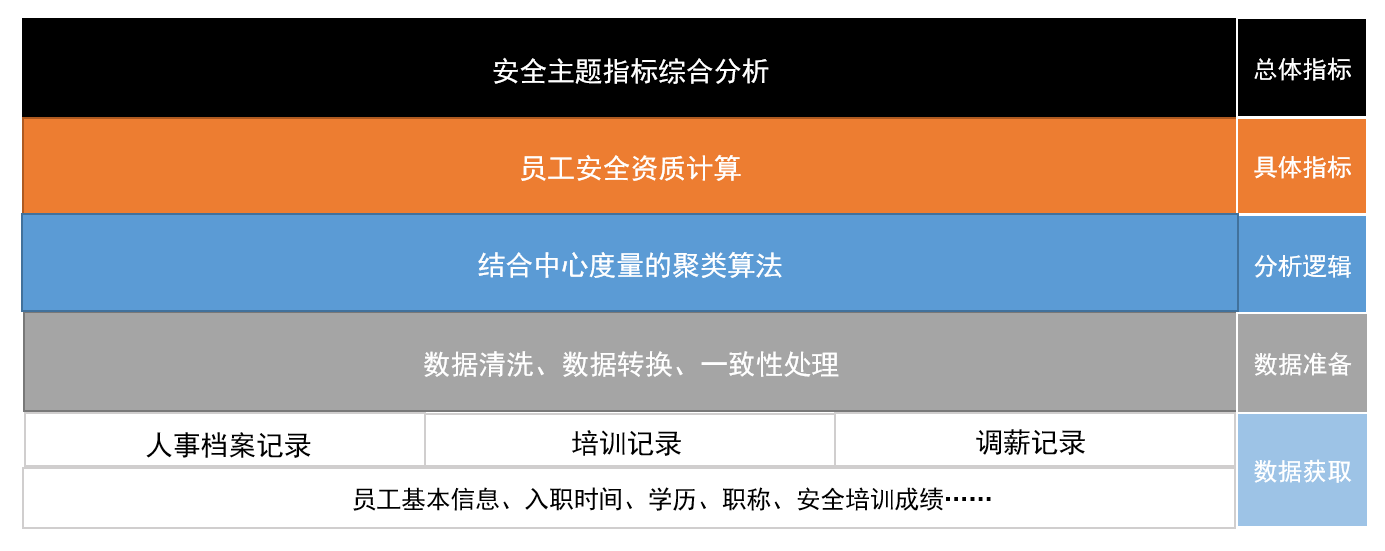 安全主题指标综合分析
总体指标
员工安全资质计算
具体指标
结合中心度量的聚类算法
分析逻辑
数据清洗、数据转换、一致性处理
数据准备
人事档案记录
培训记录
调薪记录
数据获取
员工基本信息、入职时间、学历、职称、安全培训成绩……